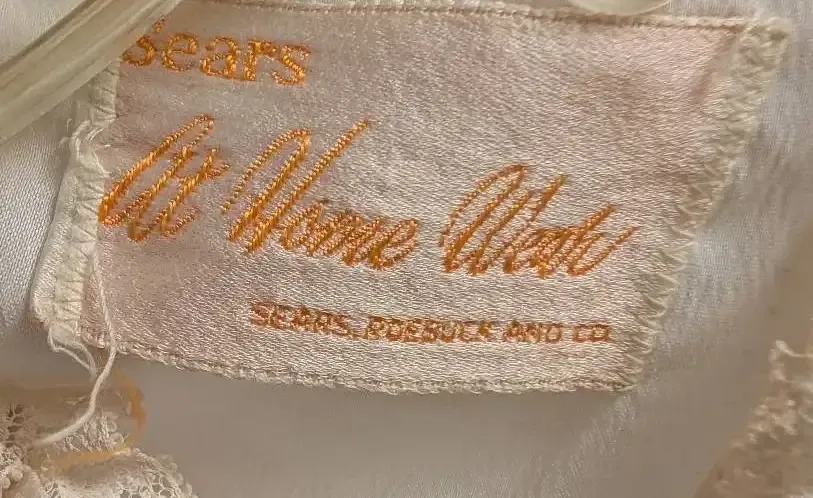 Sears
At Home Wear
SEARS, ROEBUCK AND CO.